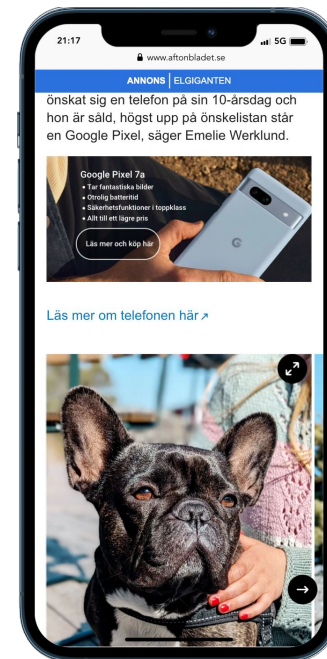 21:17
5G
www.aftonbladet.se
ANNONS | ELGIGANTEN
önskat sig en telefon på sin 10-årsdag och
hon är såld, högst upp på önskelistan står
en Google Pixel, säger Emelie Werklund.
Google Pixel 7a
• Tar fantastiska bilder
• Otrolig batteritid
• Säkerhetsfunktioner i toppklass
• Allt till ett lägre pris
Läs mer och köp här
G
Läs mer om telefonen här